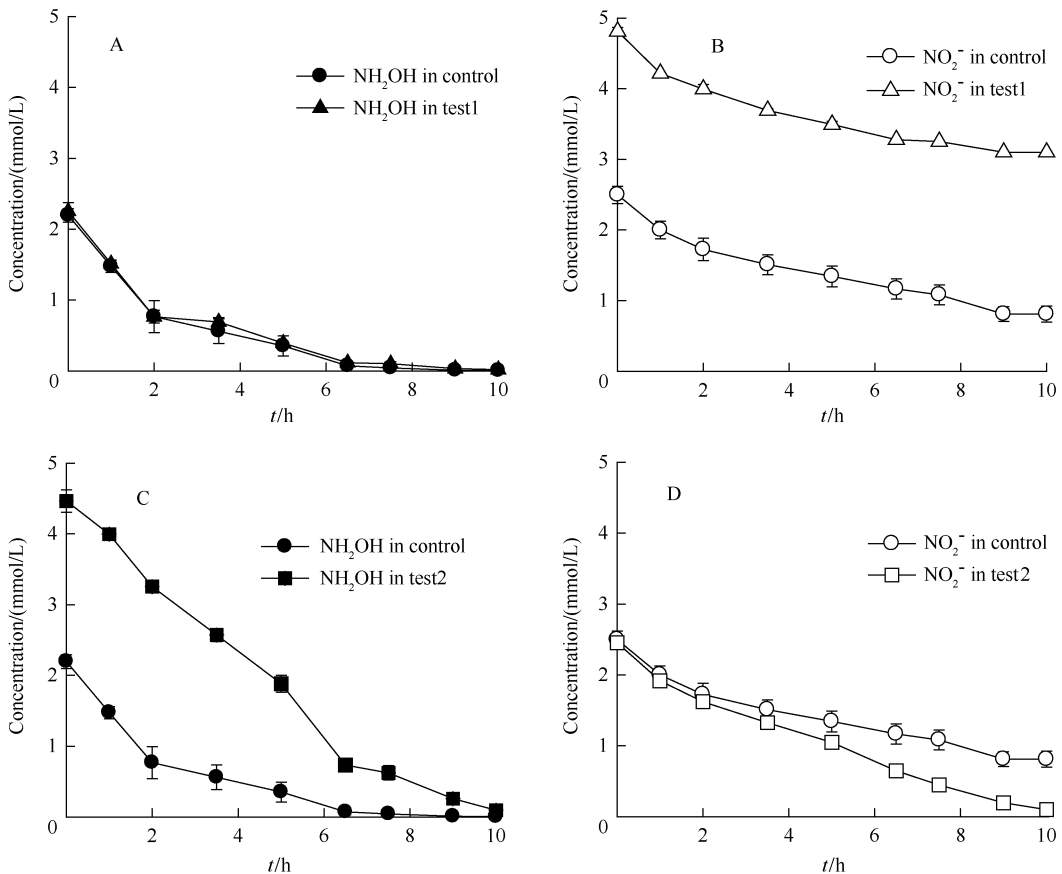 A
5
4
3
2
1
0
Concentration/(mmol/L)
NH₂OH in control
NH₂OH in test1
2
4
6
8
10
t/h
B
5
4
3
2
1
0
Concentration/(mmol/L)
NO₂⁻ in control
NO₂⁻ in test1
2
4
6
8
10
t/h
C
5
4
3
2
1
0
Concentration/(mmol/L)
NH₂OH in control
NH₂OH in test2
2
4
6
8
10
t/h
D
5
4
3
2
1
0
Concentration/(mmol/L)
NO₂⁻ in control
NO₂⁻ in test2
2
4
6
8
10
t/h